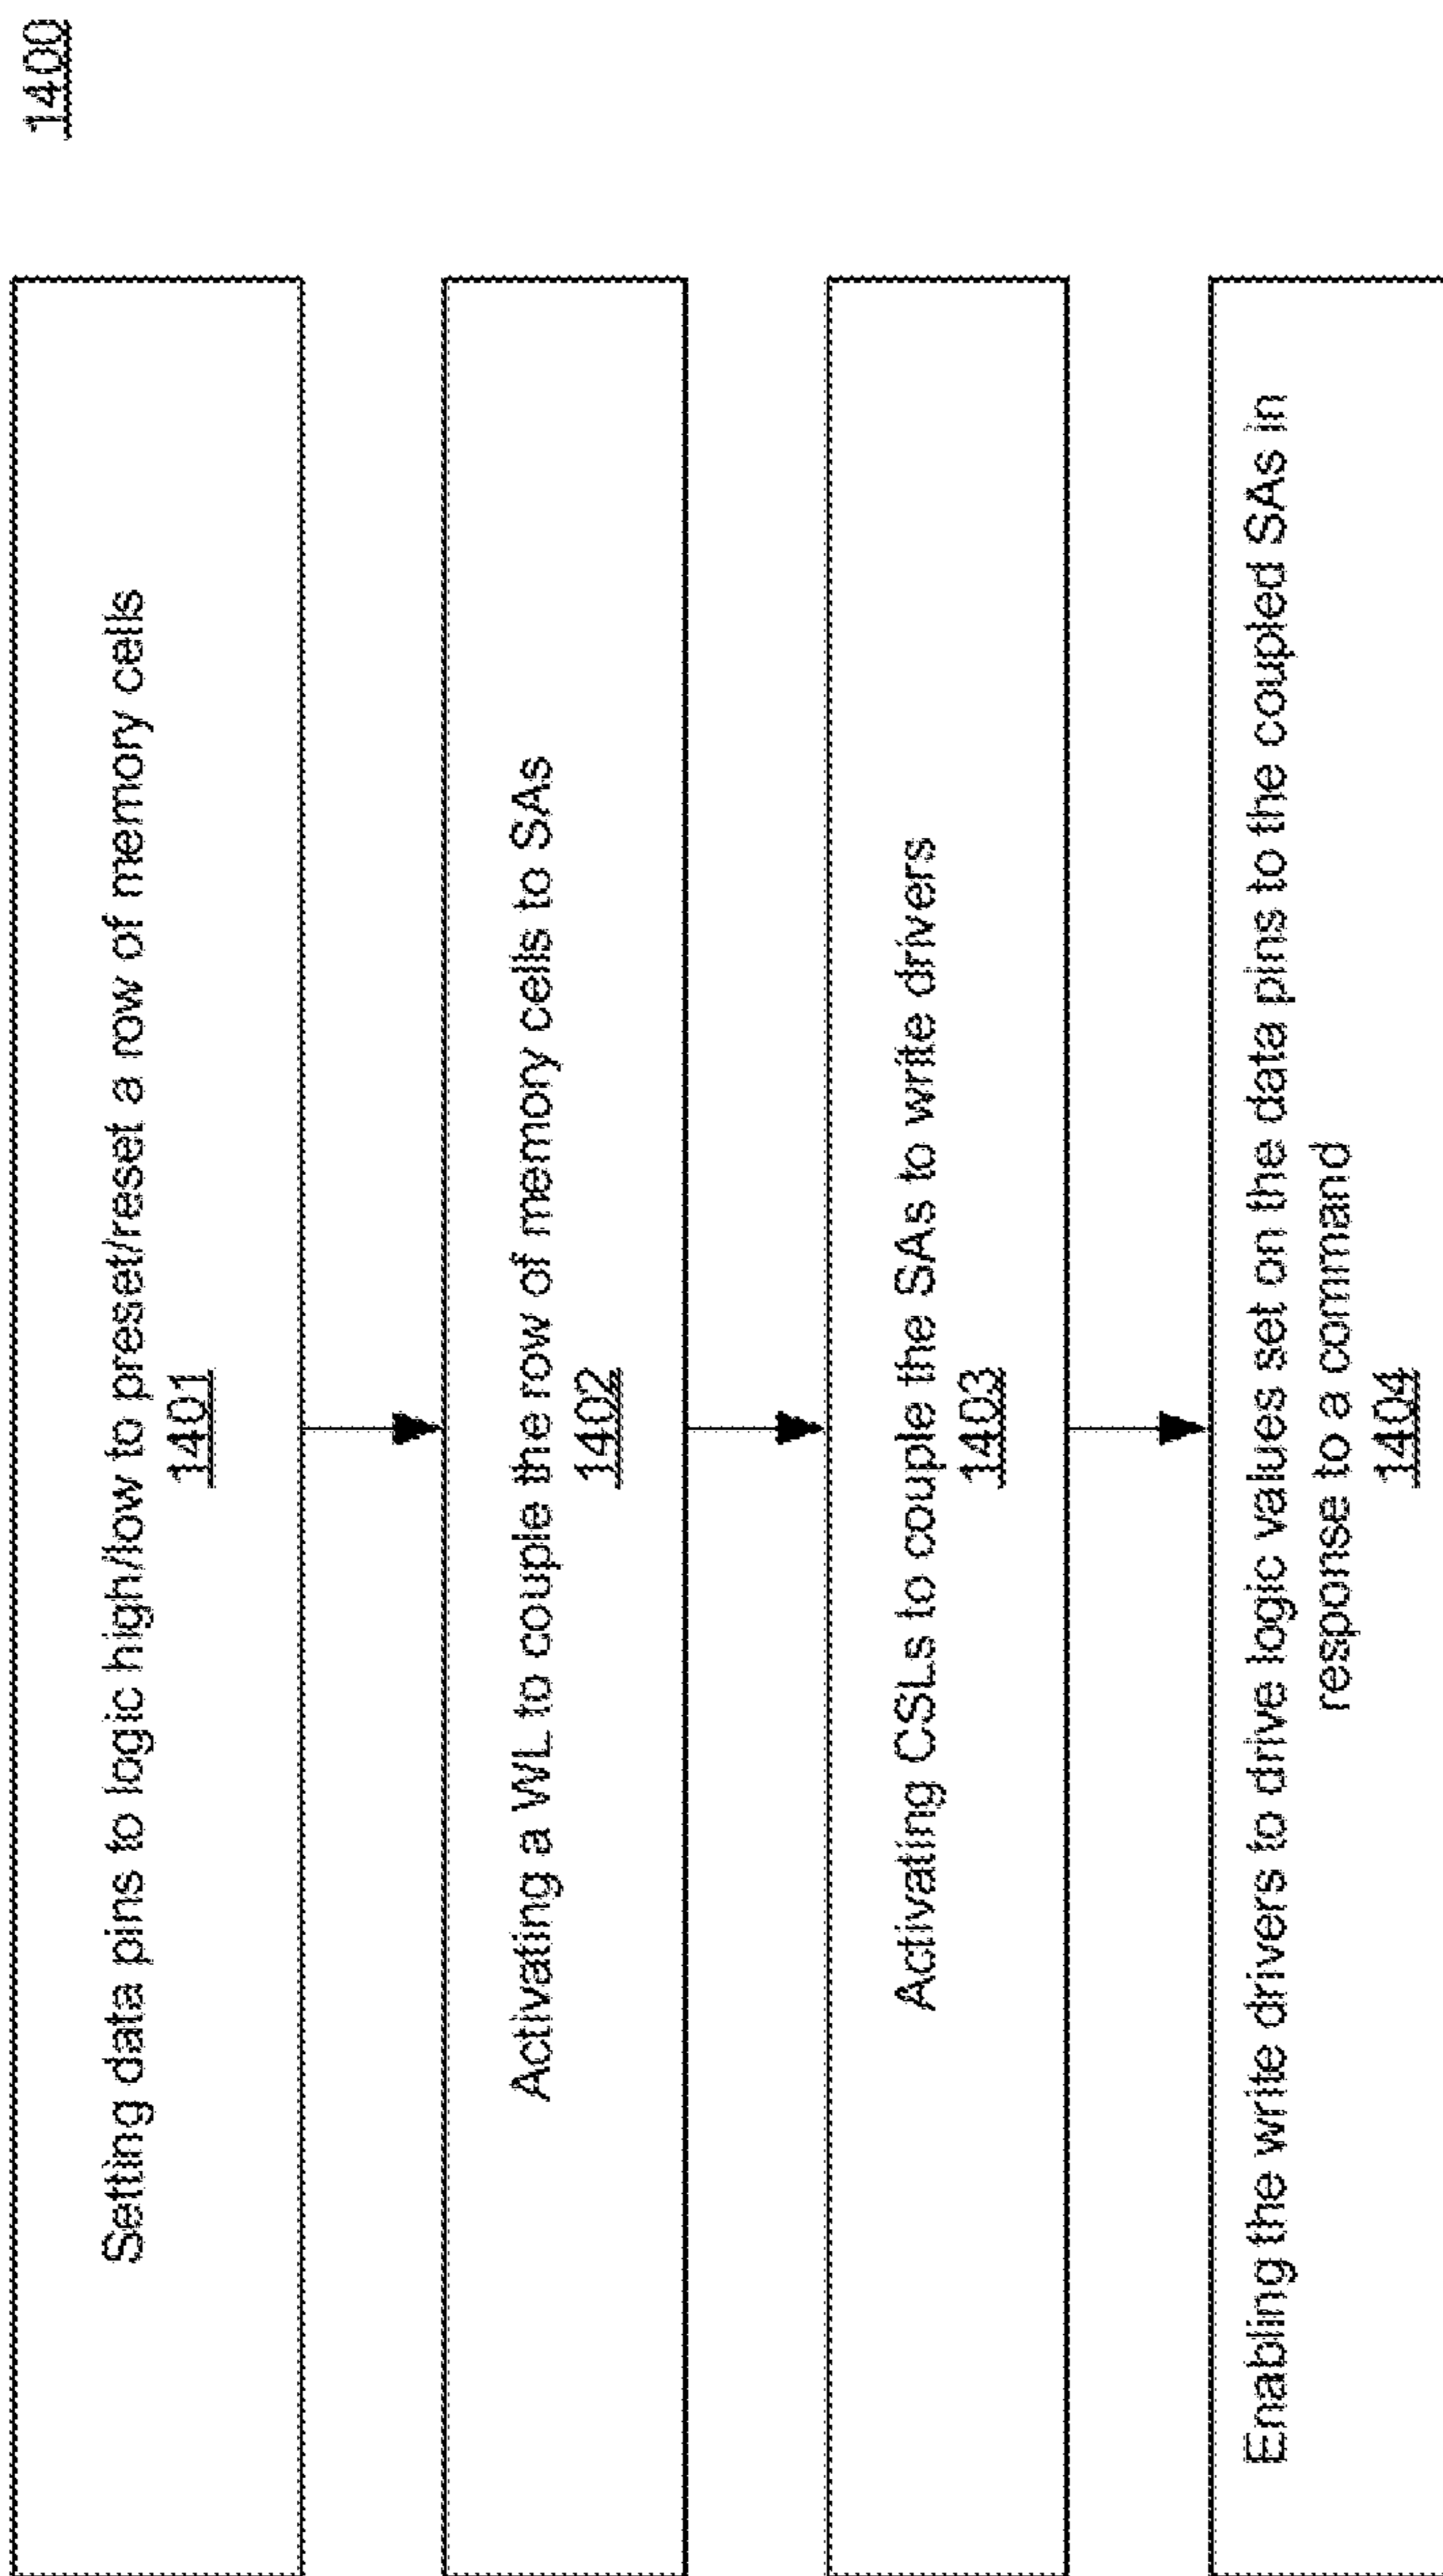 1400
Setting data pins to logic high/low to preset/reset a row of memory cells
1401
Activating a WL to couple the row of memory cells to SAs
1402
Activating CSLs to couple the SAs to write drivers
1403
Enabling the write drivers to drive logic values set on the data pins to the coupled SAs in
response to a command
1404